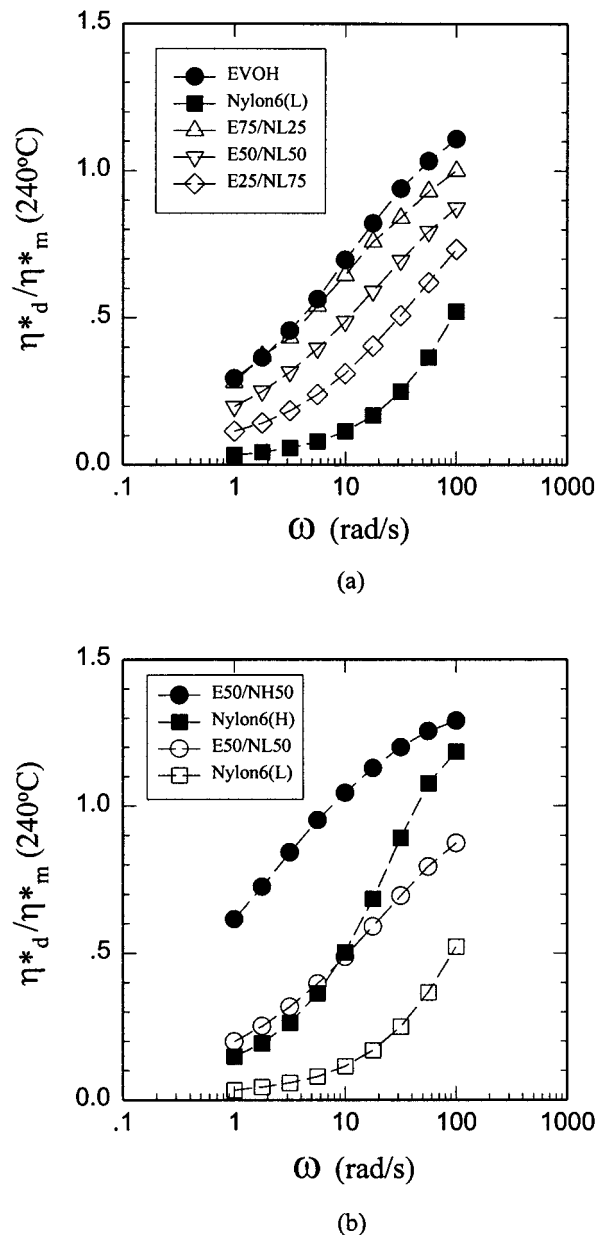 1.5
EVOH
Nylon6(L)
E75/NL25
E50/NL50
E25/NL75
1.0
η*d/η*m (240ºC)
.5
0.0
.1 1 10 100 1000
ω (rad/s)
(a)
1.5
E50/NH50
Nylon6(H)
E50/NL50
Nylon6(L)
1.0
η*d/η*m (240ºC)
.5
0.0
.1 1 10 100 1000
ω (rad/s)
(b)